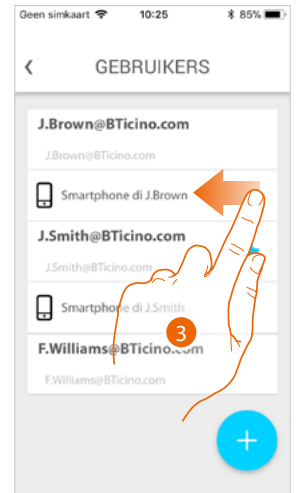 Geen simkaart 10:25 85%
GEBRUIKERS
J.Brown@BTicino.com
J.Brown@BTicino.com
Smartphone di J.Brown
J.Smith@BTicino.com
J.Smith@BTicino.com
Smartphone di J.Smith
3
F.Williams@BTicino.com
F.Williams@BTicino.com
+